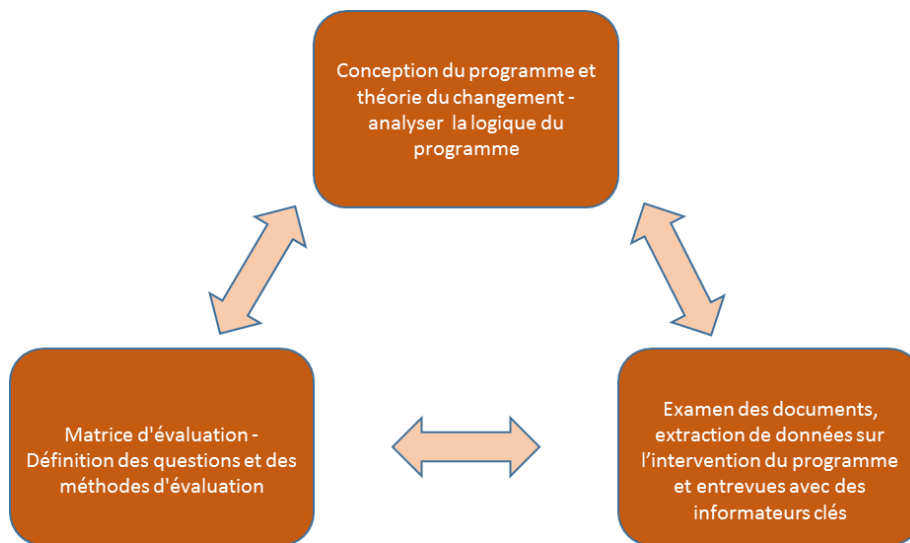 Conception du programme et
théorie du changement -
analyser la logique du
programme
Matrice d'évaluation -
Définition des questions et des
méthodes d'évaluation
Examen des documents,
extraction de données sur
l’intervention du programme
et entrevues avec des
informateurs clés